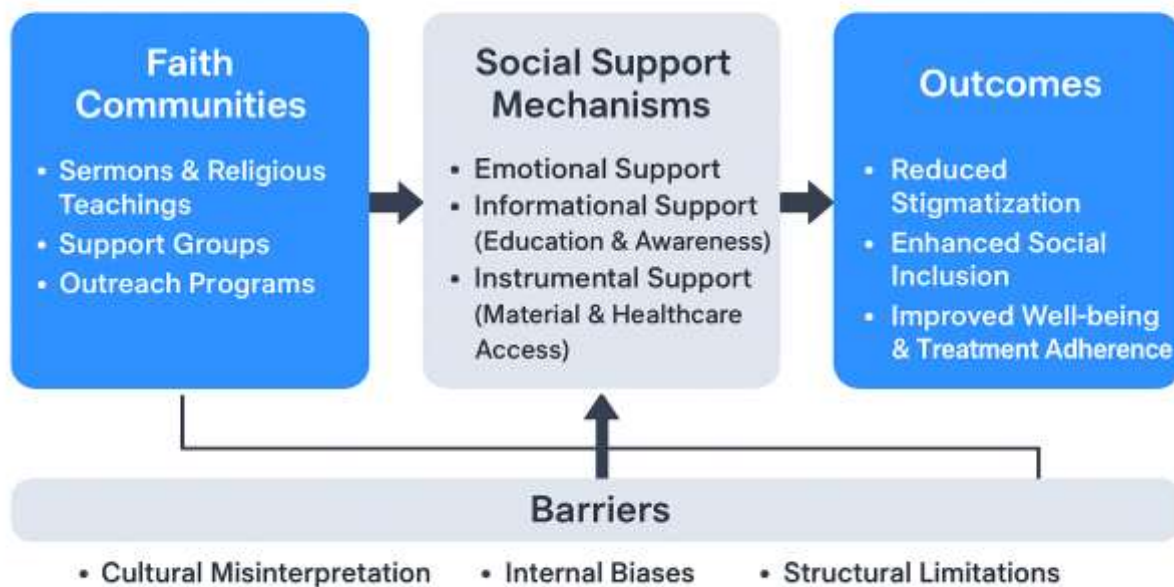 Faith
Communities
• Sermons & Religious
Teachings
• Support Groups
• Outreach Programs
Social Support
Mechanisms
• Emotional Support
• Informational Support
(Education & Awareness)
• Instrumental Support
(Material & Healthcare
Access)
Outcomes
• Reduced
Stigmatization
• Enhanced Social
Inclusion
• Improved Well-being
& Treatment Adherence
Barriers
• Cultural Misinterpretation • Internal Biases • Structural Limitations